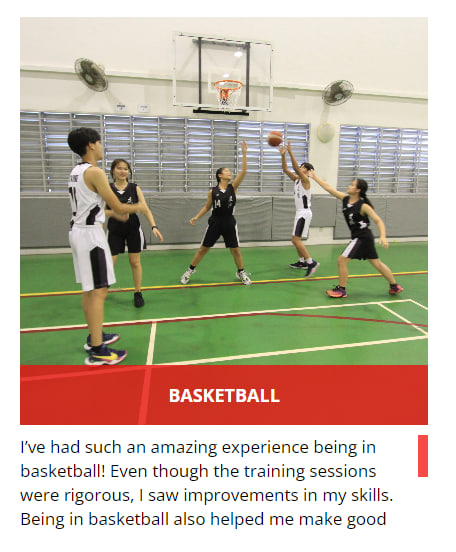 14
BASKETBALL
I've had such an amazing experience being in
basketball! Even though the training sessions
were rigorous, I saw improvements in my skills.
Being in basketball also helped me make good